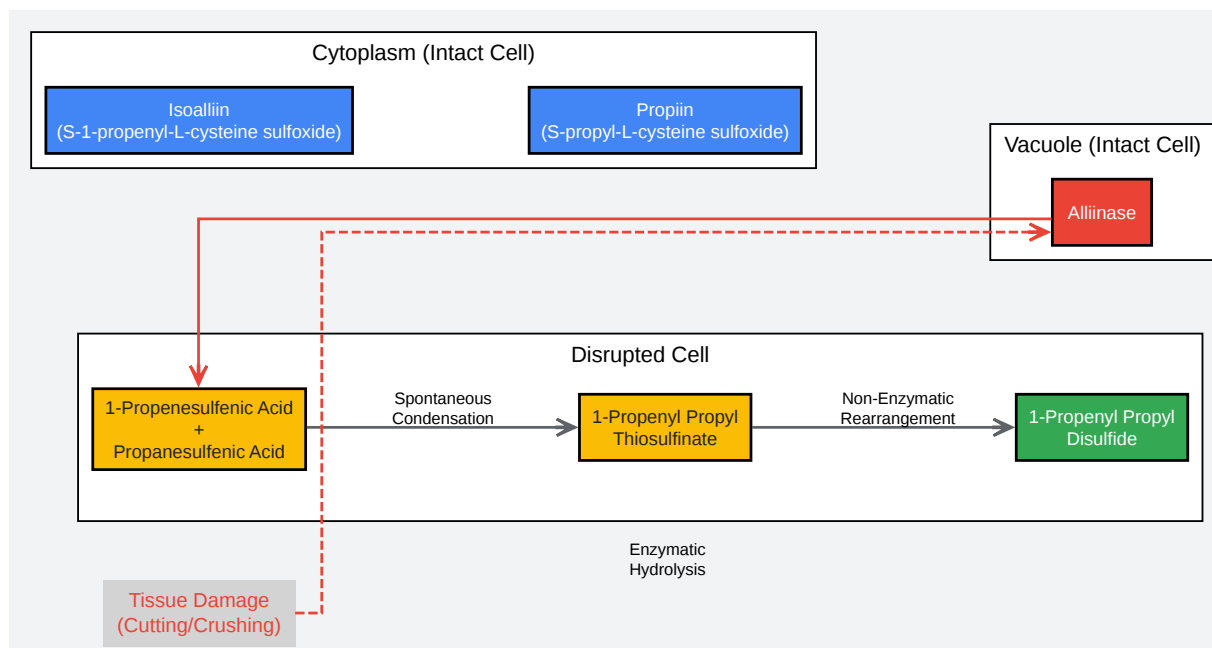 Cytoplasm (Intact Cell)
Isoalliin
(S-1-propenyl-L-cysteine sulfoxide)
Propiin
(S-propyl-L-cysteine sulfoxide)
Vacuole (Intact Cell)
Alliinase
Disrupted Cell
1-Propenesulfenic Acid
+
Propanesulfenic Acid
Spontaneous
Condensation
1-Propenyl Propyl
Thiosulfinate
Non-Enzymatic
Rearrangement
1-Propenyl Propyl
Disulfide
Enzymatic
Hydrolysis
Tissue Damage
(Cutting/Crushing)